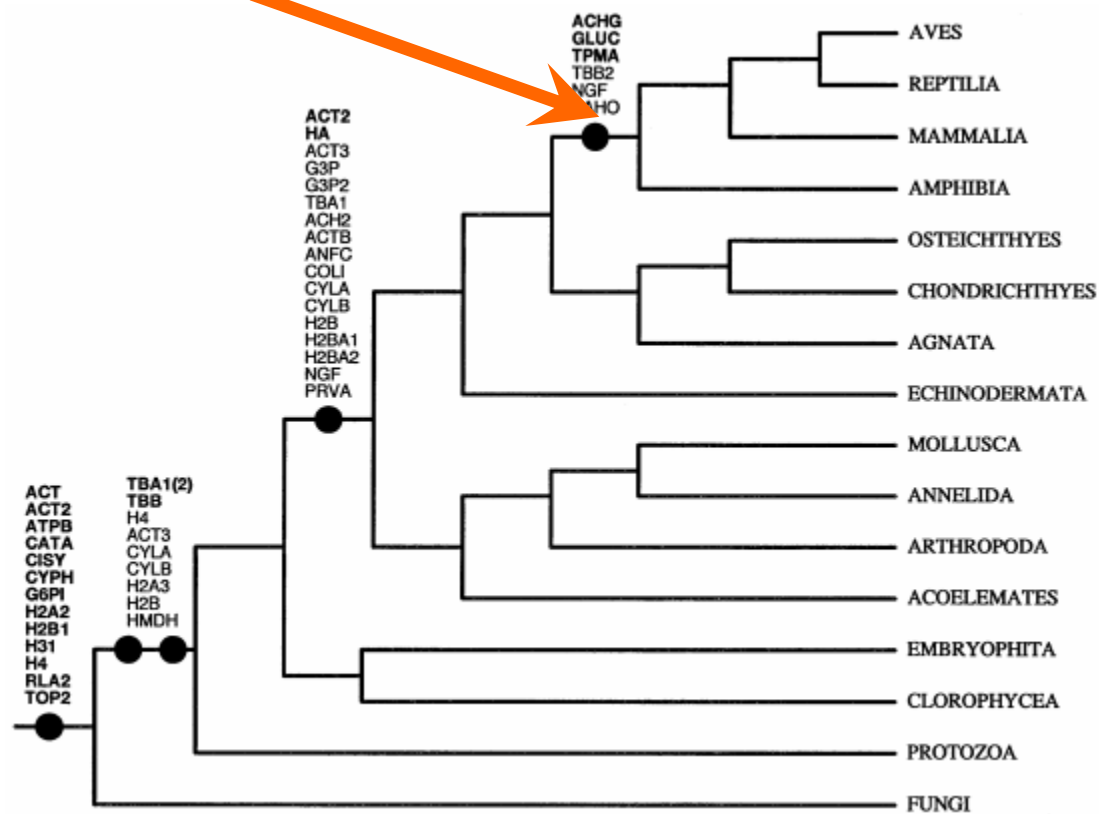 ACHG
GLUC
TPMA
TBB2
NGF
ACT2
HA
ACT3
G3P
G3P2
TBA1
ACH2
ACTB
ANFC
COLI
CYLA
CYLB
H2B
H2BA1
H2BA2
NGF
PRVA
ACT
ACT2
ATPB
CATA
CISY
CYPH
G6PI
H2A2
H2B1
H31
H4
RLA2
TOP2
TBA1(2)
TBB
H4
ACT3
CYLA
CYLB
H2A3
H2B
HMDH
AVES
REPTILIA
MAMMALIA
AMPHIBIA
OSTEICHTHYES
CHONDRICHTHYES
AGNATA
ECHINODERMATA
MOLLUSCA
ANNELIDA
ARTHROPODA
ACOELEMATES
EMBRYOPHITA
CLOROPHYCEA
PROTOZOA
FUNGI